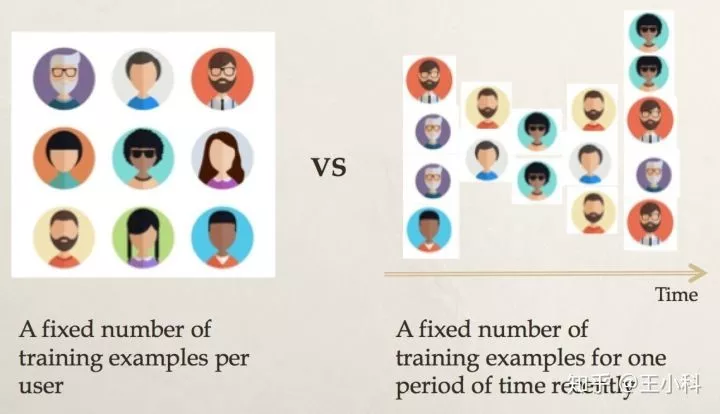 VS
Time
A fixed number of
training examples per
user
A fixed number of
training examples for one
period of time recently
知乎 @王小科